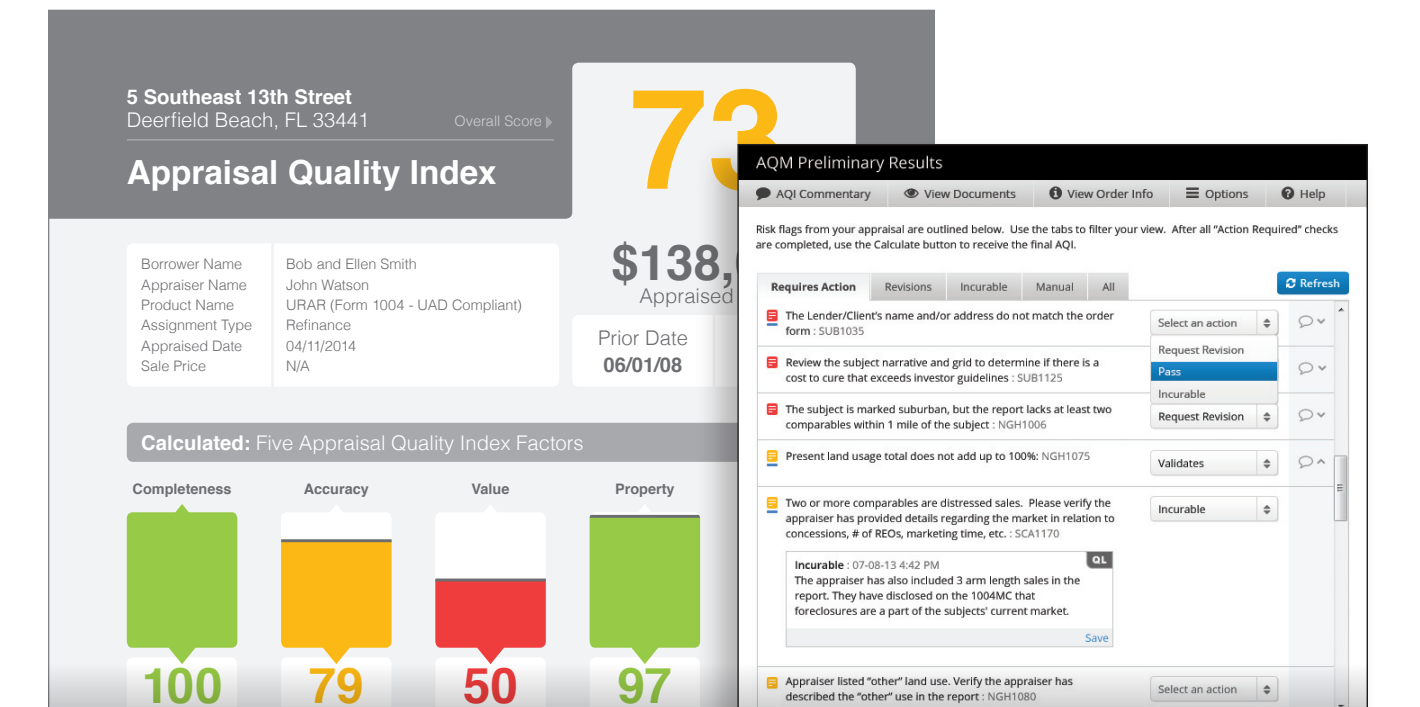 5 Southeast 13th Street
Deerfield Beach, FL 33441
Overall Score
Appraisal Quality Index
73
Borrower Name Bob and Ellen Smith
Appraiser Name John Watson
Product Name URAR (Form 1004 - UAD Compliant)
Assignment Type Refinance
Appraised Date 04/11/2014
Sale Price N/A
$138,
Appraised
Prior Date
06/01/08
Calculated: Five Appraisal Quality Index Factors
Completeness Accuracy Value Property
100 79 50 97
AQM Preliminary Results
AQI Commentary View Documents View Order Info Options Help
Risk flags from your appraisal are outlined below. Use the tabs to filter your view. After all "Action Required" checks
are completed, use the Calculate button to receive the final AQI.
Requires Action Revisions Incurable Manual All Refresh
The Lender/Client's name and/or address do not match the order
form : SUB1035
Select an action
Request Revision
Pass
Incurable
Review the subject narrative and grid to determine if there is a
cost to cure that exceeds investor guidelines : SUB1125
The subject is marked suburban, but the report lacks at least two
comparables within 1 mile of the subject : NGH1006
Request Revision
Present land usage total does not add up to 100%: NGH1075
Validates
Two or more comparables are distressed sales. Please verify the
appraiser has provided details regarding the market in relation to
concessions, # of REOs, marketing time, etc. : SCA1170
Incurable
Incurable : 07-08-13 4:42 PM
QL
The appraiser has also included 3 arm length sales in the
report. They have disclosed on the 1004MC that
foreclosures are a part of the subjects' current market.
Save
Appraiser listed "other" land use. Verify the appraiser has
described the "other" use in the report : NGH1080
Select an action